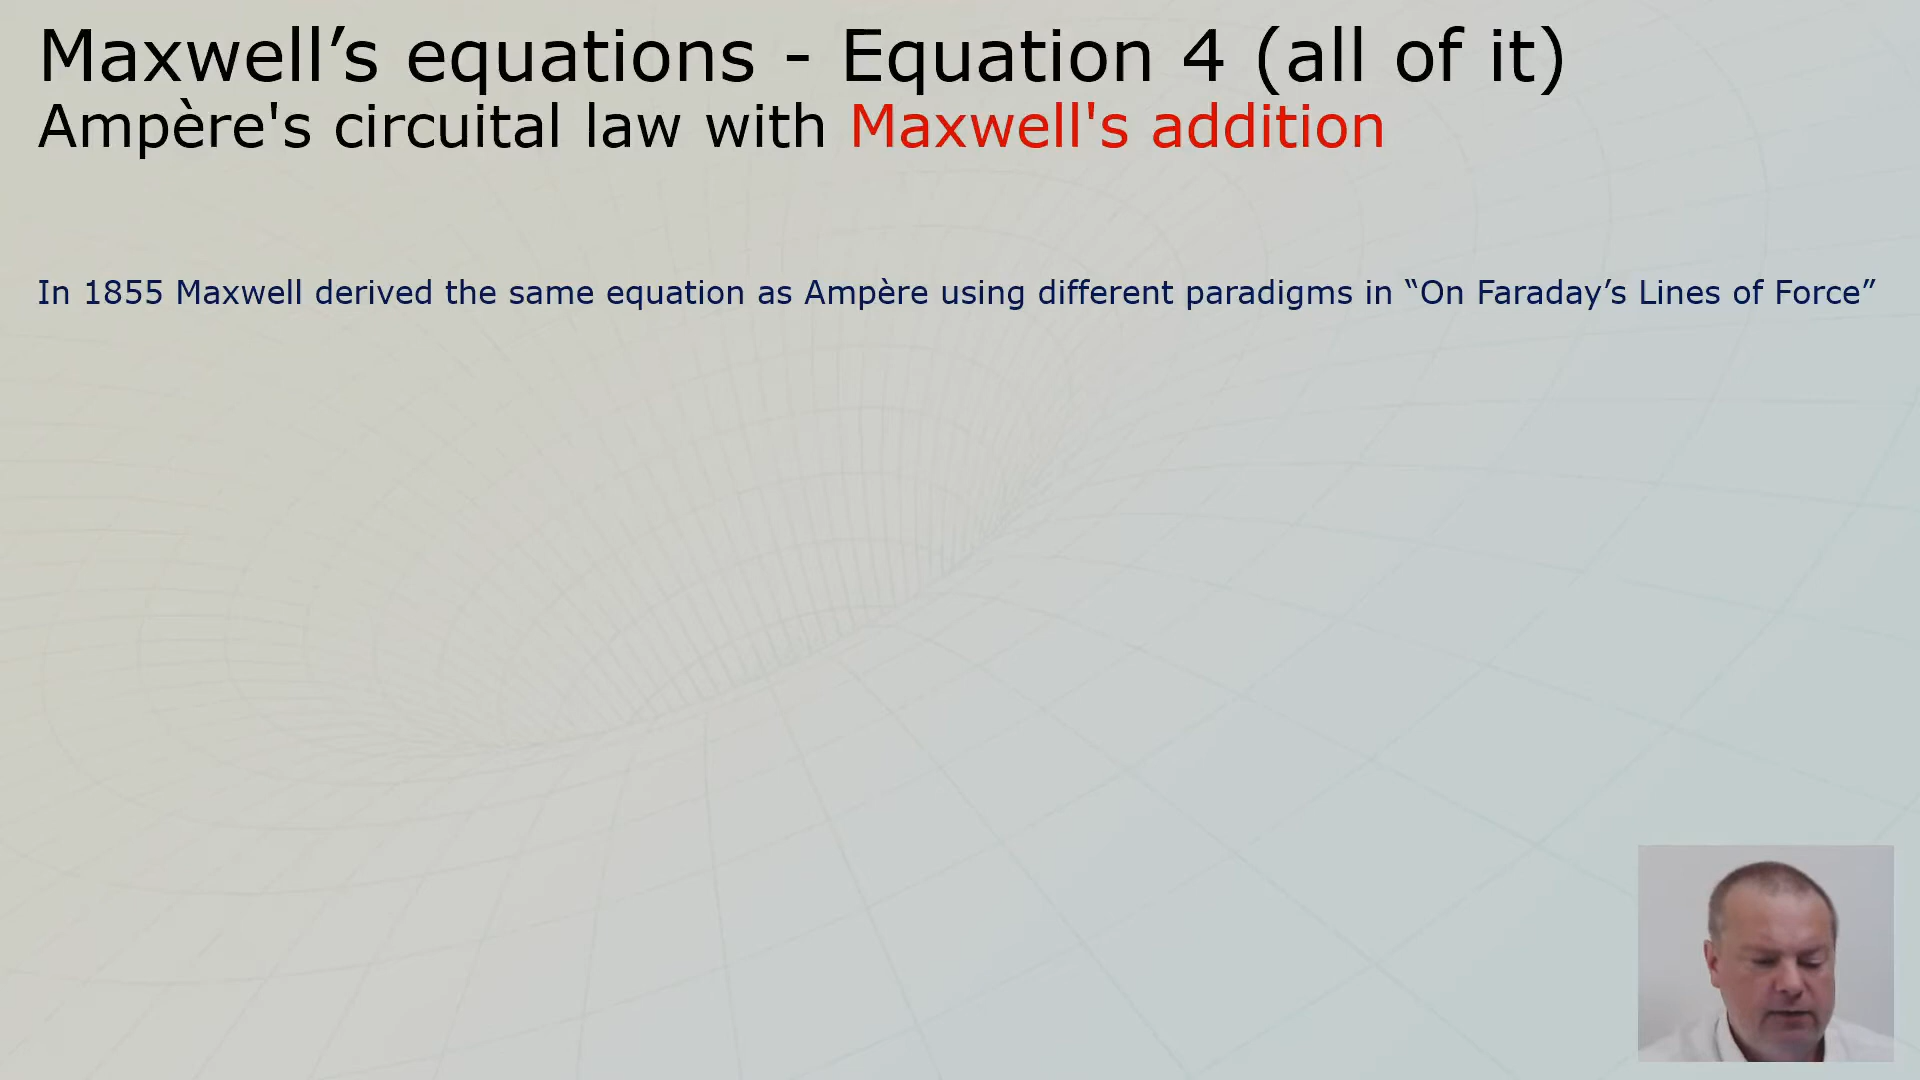 Maxwell’s equations - Equation 4 (all of it)
Ampère's circuital law with Maxwell's addition
In 1855 Maxwell derived the same equation as Ampère using different paradigms in “On Faraday’s Lines of Force”